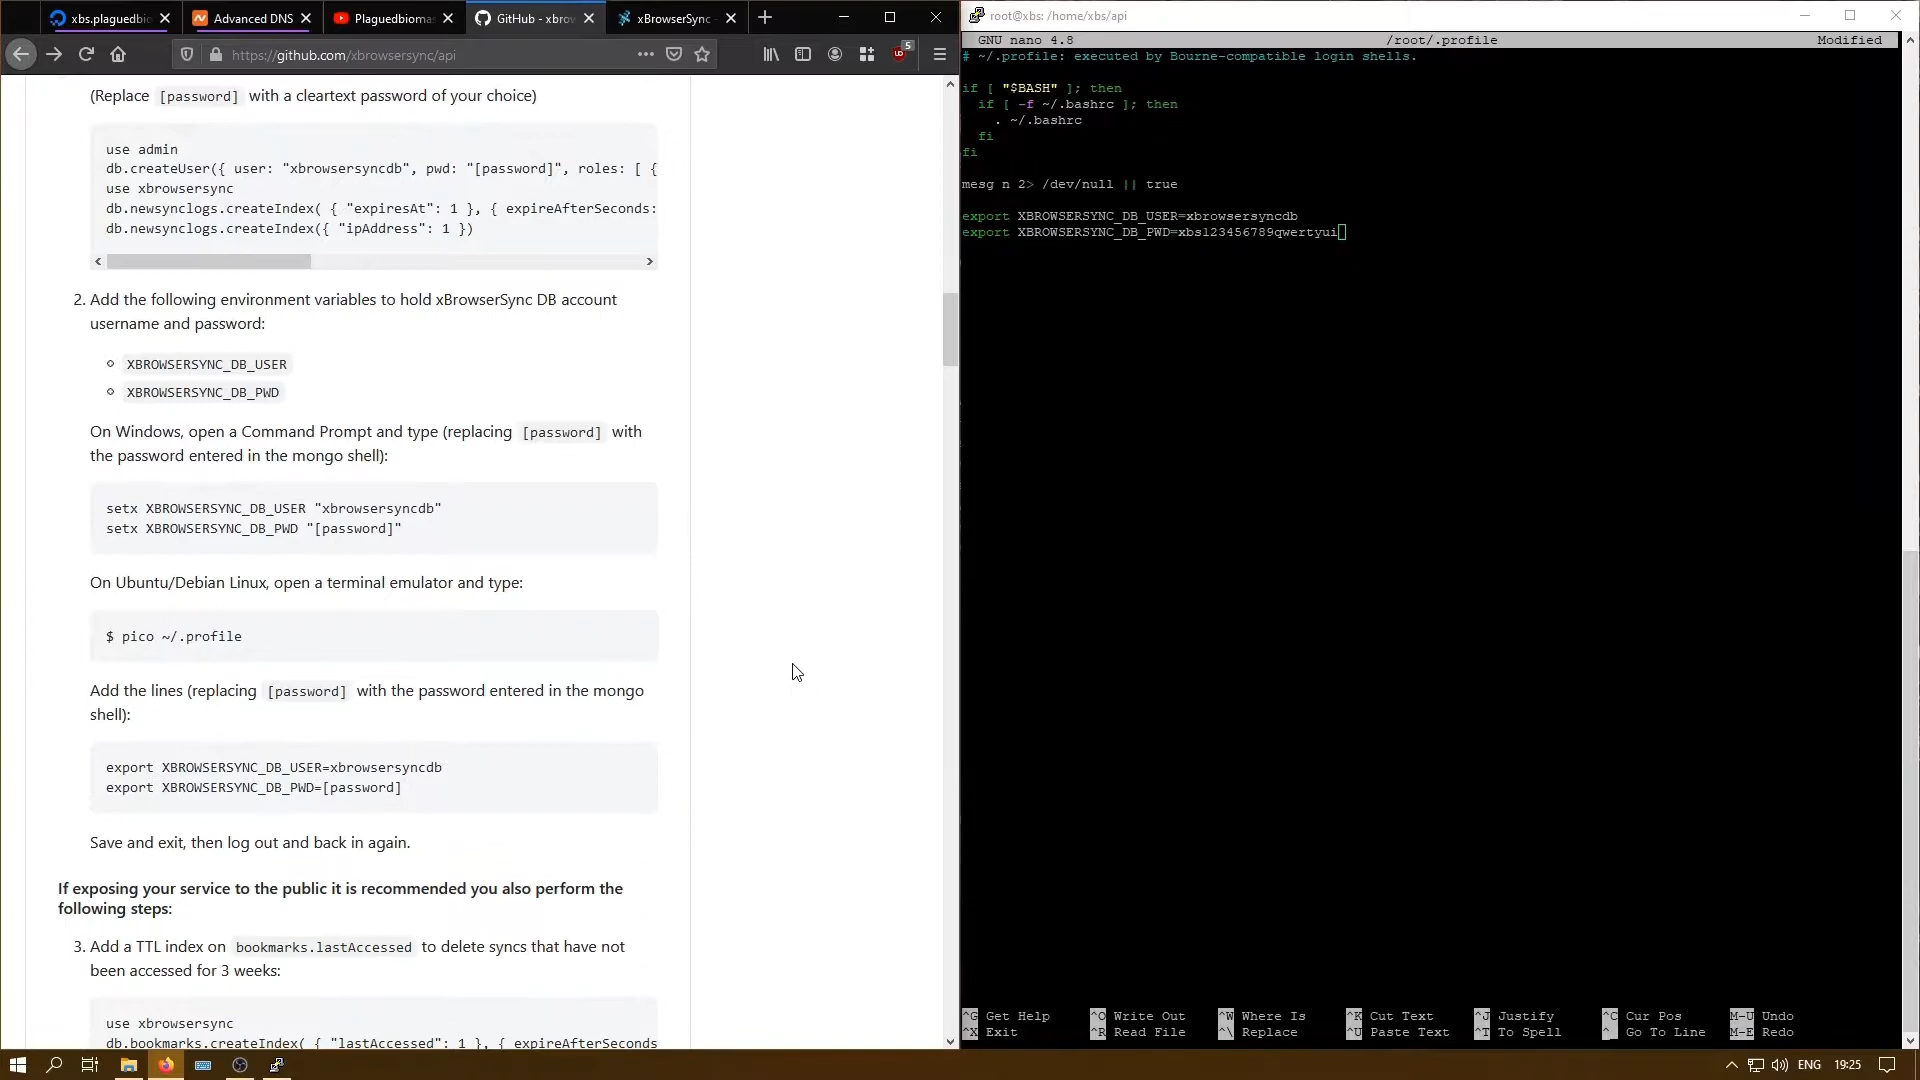 xbs.plaguedbio
Advanced DNS
Plaguedbiomas
GitHub - xbrow
xBrowserSync -
https://github.com/xbrowsersync/api
5
(Replace [password] with a cleartext password of your choice)
use admin
db.createUser({ user: "xbrowsersyncdb", pwd: "[password]", roles: [ {
use xbrowsersync
db.newsynclogs.createIndex( { "expiresAt": 1 }, { expireAfterSeconds:
db.newsynclogs.createIndex({ "ipAddress": 1 })
2. Add the following environment variables to hold xBrowserSync DB account
username and password:
XBROWSERSYNC_DB_USER
XBROWSERSYNC_DB_PWD
On Windows, open a Command Prompt and type (replacing [password] with
the password entered in the mongo shell):
setx XBROWSERSYNC_DB_USER "xbrowsersyncdb"
setx XBROWSERSYNC_DB_PWD "[password]"
On Ubuntu/Debian Linux, open a terminal emulator and type:
$ pico ~/.profile
Add the lines (replacing [password] with the password entered in the mongo
shell):
export XBROWSERSYNC_DB_USER=xbrowsersyncdb
export XBROWSERSYNC_DB_PWD=[password]
Save and exit, then log out and back in again.
If exposing your service to the public it is recommended you also perform the
following steps:
3. Add a TTL index on bookmarks.lastAccessed to delete syncs that have not
been accessed for 3 weeks:
use xbrowsersync
db.bookmarks.createIndex( { "lastAccessed": 1 }, { expireAfterSeconds
root@xbs: /home/xbs/api
GNU nano 4.8 /root/.profile Modified
# ~/.profile: executed by Bourne-compatible login shells.
if [ "$BASH" ]; then
if [ -f ~/.bashrc ]; then
. ~/.bashrc
fi
fi
mesg n 2> /dev/null || true
export XBROWSERSYNC_DB_USER=xbrowsersyncdb
export XBROWSERSYNC_DB_PWD=xbs123456789qwertyui
^G Get Help ^O Write Out ^W Where Is ^K Cut Text ^J Justify ^C Cur Pos M-U Undo
^X Exit ^R Read File ^\ Replace ^U Paste Text ^T To Spell ^_ Go To Line M-E Redo
ENG 19:25